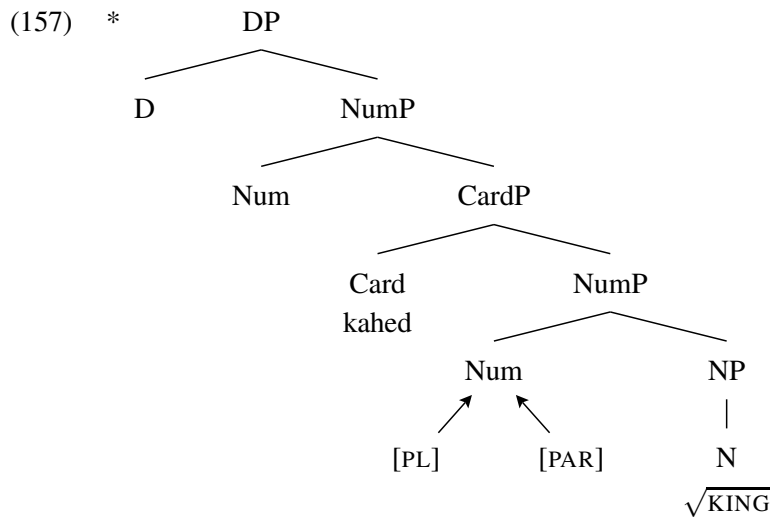 (157) * DP
D NumP
Num CardP
Card NumP
kahed
Num NP
[PL] [PAR] N
√KING